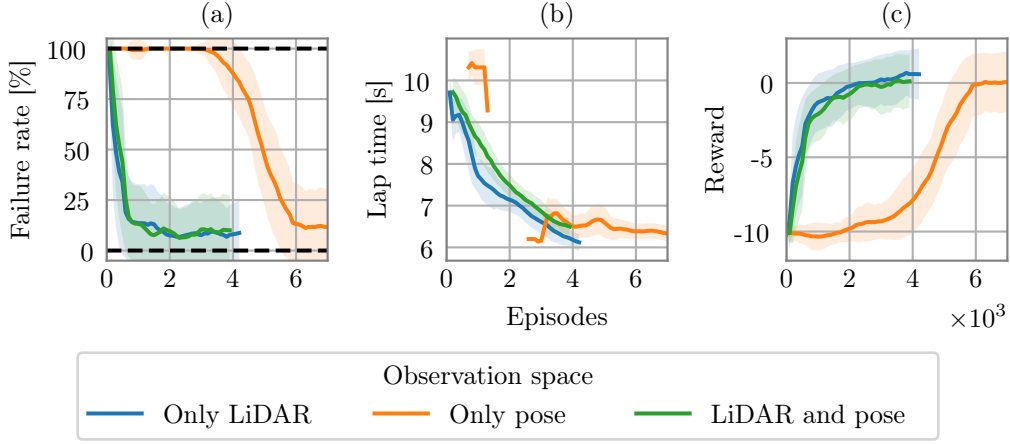 (a)
(b)
(c)
Failure rate [%]
100
75
50
25
0
0
2
4
6
Lap time [s]
10
9
8
7
6
0
2
4
6
Episodes
Reward
0
-5
-10
0
2
4
6
×10³
Observation space
Only LiDAR
Only pose
LiDAR and pose